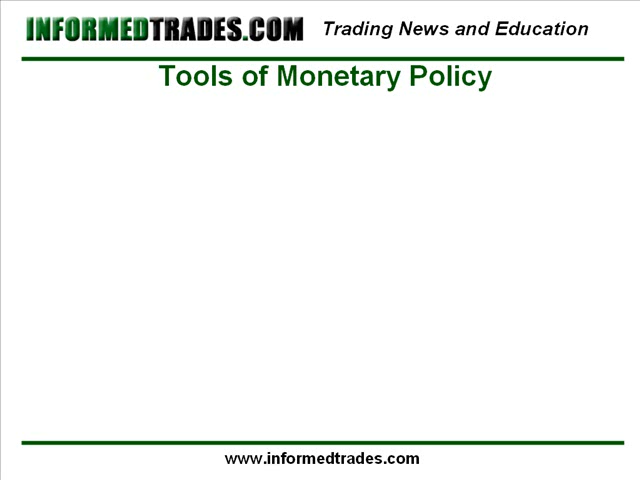 INFORMEDTRADES.COM Trading News and Education
Tools of Monetary Policy
www.informedtrades.com